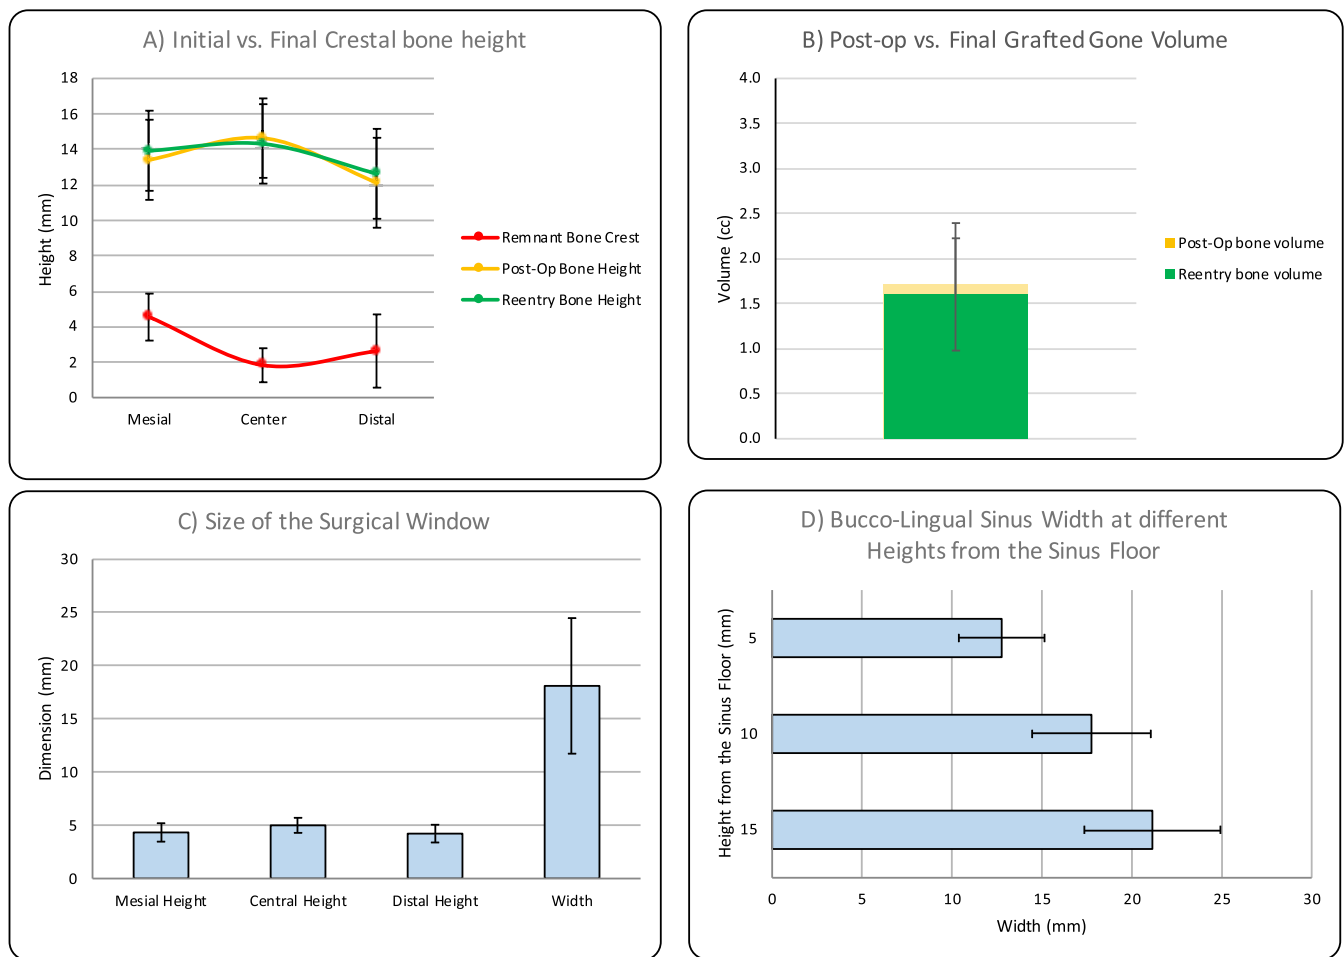 A) Initial vs. Final Crestal bone height
18
16
14
12
10
8
6
4
2
0
Height (mm)
Mesial Center Distal
Remnant Bone Crest
Post-Op Bone Height
Reentry Bone Height
B) Post-op vs. Final Grafted Gone Volume
4.0
3.5
3.0
2.5
2.0
1.5
1.0
0.5
0.0
Volume (cc)
Post-Op bone volume
Reentry bone volume
C) Size of the Surgical Window
30
25
20
15
10
5
0
Dimension (mm)
Mesial Height Central Height Distal Height Width
D) Bucco-Lingual Sinus Width at different
Heights from the Sinus Floor
Height from the Sinus Floor (mm)
5
10
15
0 5 10 15 20 25 30
Width (mm)